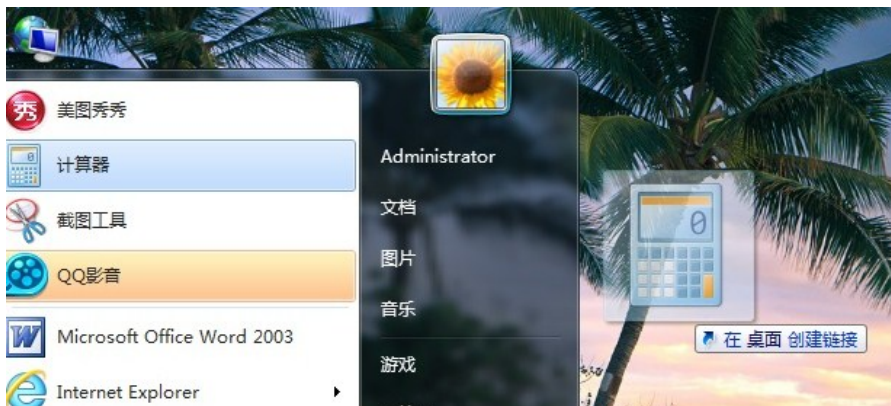 秀
美图秀秀
0
计算器
截图工具
QQ影音
W
Microsoft Office Word 2003
Internet Explorer
Administrator
文档
图片
音乐
游戏
0
在 桌面 创建链接